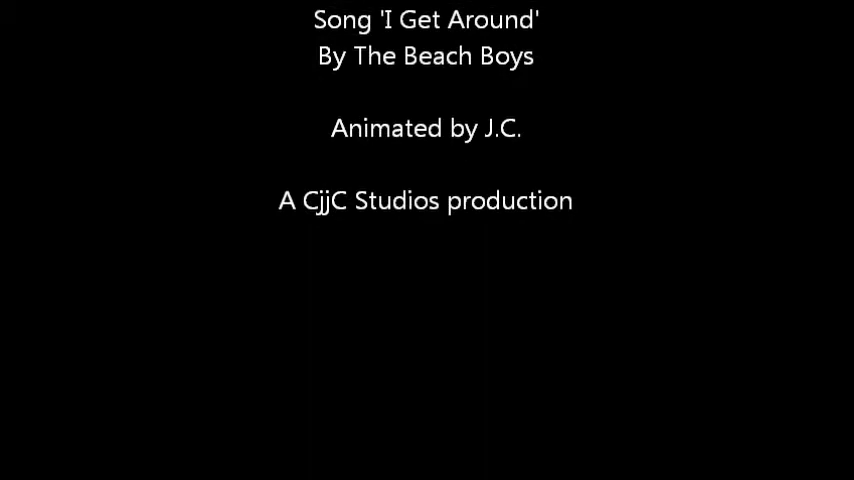 Song 'I Get Around'
By The Beach Boys
Animated by J.C.
A CjjC Studios production